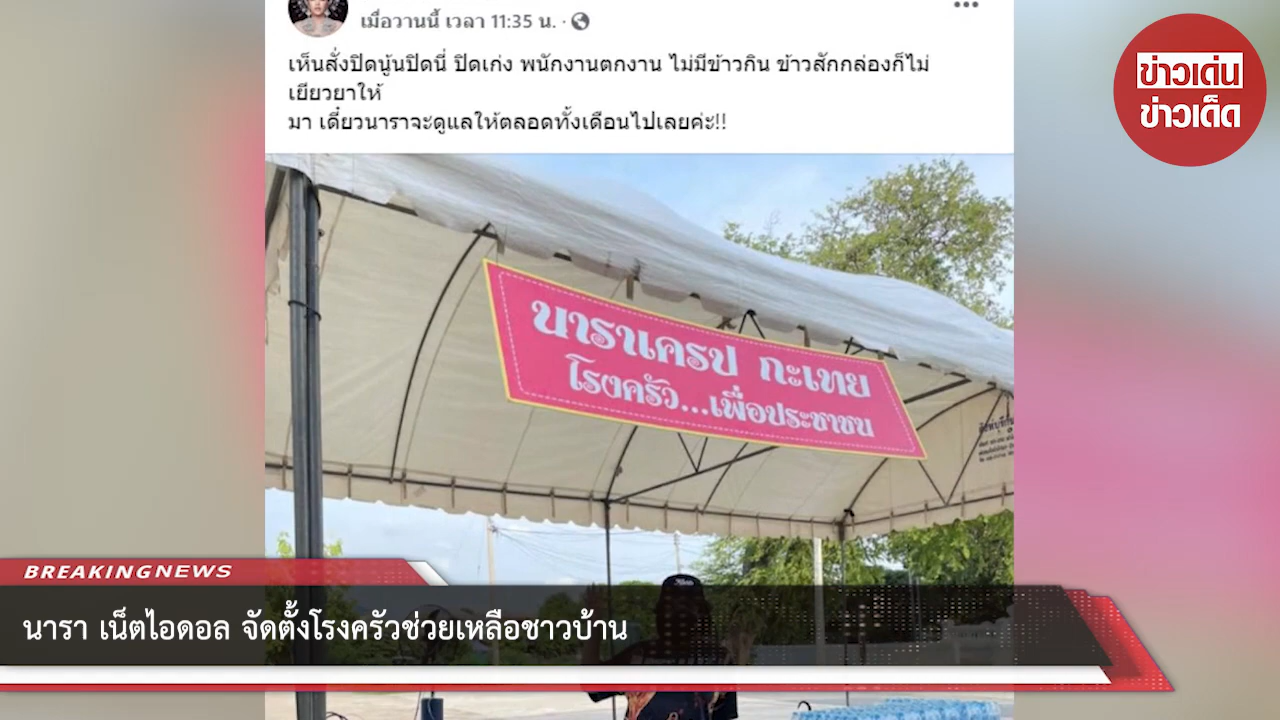 เมื่อวานนี้ เวลา 11:35 น. ·
เห็นสั่งปิดนู้นปิดนี่ ปิดเก่ง พนักงานตกงาน ไม่มีข้าวกิน ข้าวสักกล่องก็ไม่
เยียวยาให้
มา เดี๋ยวนาราจะดูแลให้ตลอดทั้งเดือนไปเลยค่ะ!!
ข่าวเด่น
ข่าวเด็ด
นาราเครป กะเทย
โรงครัว...เพื่อประชาชน
BREAKING NEWS
นารา เน็ตไอดอล จัดตั้งโรงครัวช่วยเหลือชาวบ้าน